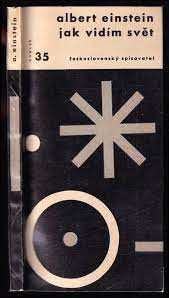 albert einstein
jak vidím svět
československý spisovatel
a. einstein
35